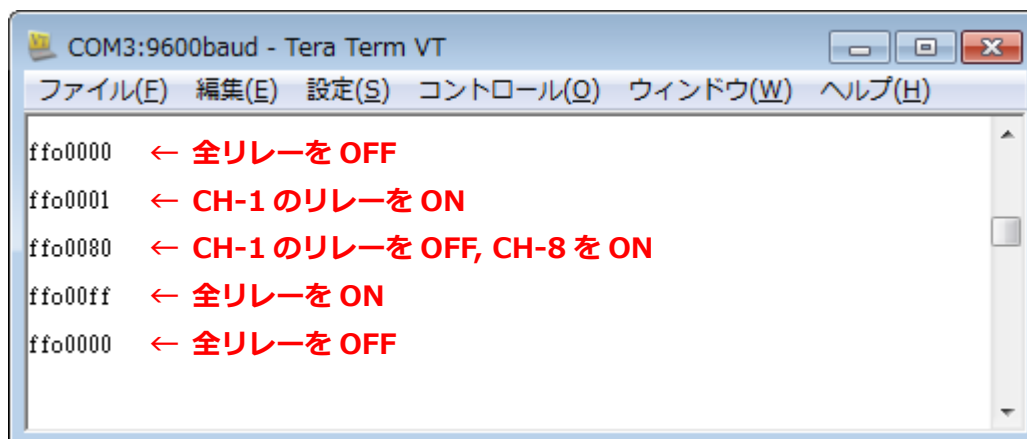 COM3:9600baud - Tera Term VT
ファイル(F) 編集(E) 設定(S) コントロール(O) ウィンドウ(W) ヘルプ(H)
ffo0000 ← 全リレーを OFF
ffo0001 ← CH-1 のリレーを ON
ffo0080 ← CH-1 のリレーを OFF, CH-8 を ON
ffo00ff ← 全リレーを ON
ffo0000 ← 全リレーを OFF